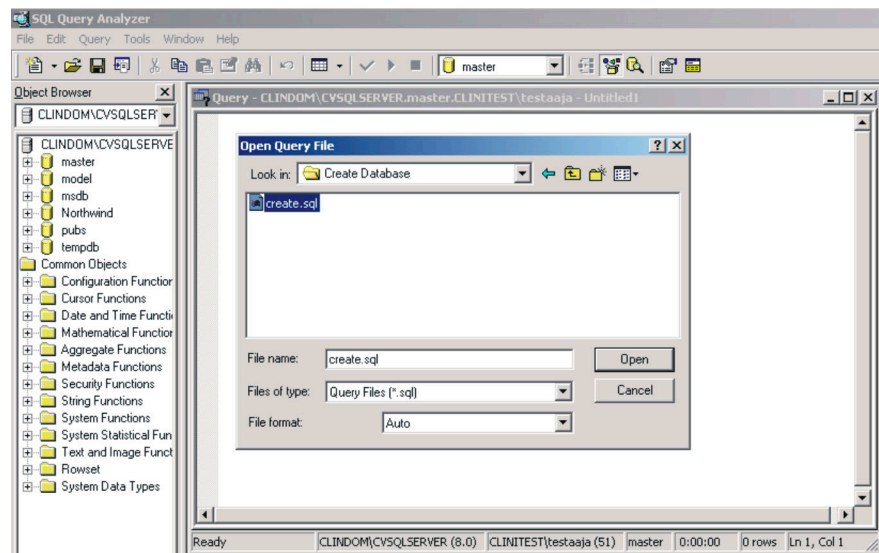 SQL Query Analyzer
File Edit Query Tools Window Help
master
Object Browser
CLINDOM\CVSQLSER
CLINDOM\CVSQLSERVE
master
model
msdb
Northwind
pubs
tempdb
Common Objects
Configuration Function
Cursor Functions
Date and Time Functi
Mathematical Function
Aggregate Functions
Metadata Functions
Security Functions
String Functions
System Functions
System Statistical Fun
Text and Image Funct
Rowset
System Data Types
Query - CLINDOM\CVSQLSERVER.master.CLINITEST\testaaja - Untitled1
Open Query File
Look in: Create Database
create.sql
File name: create.sql Open
Files of type: Query Files (*.sql) Cancel
File format: Auto
Ready CLINDOM\CVSQLSERVER (8.0) CLINITEST\testaaja (51) master 0:00:00 0 rows Ln 1, Col 1